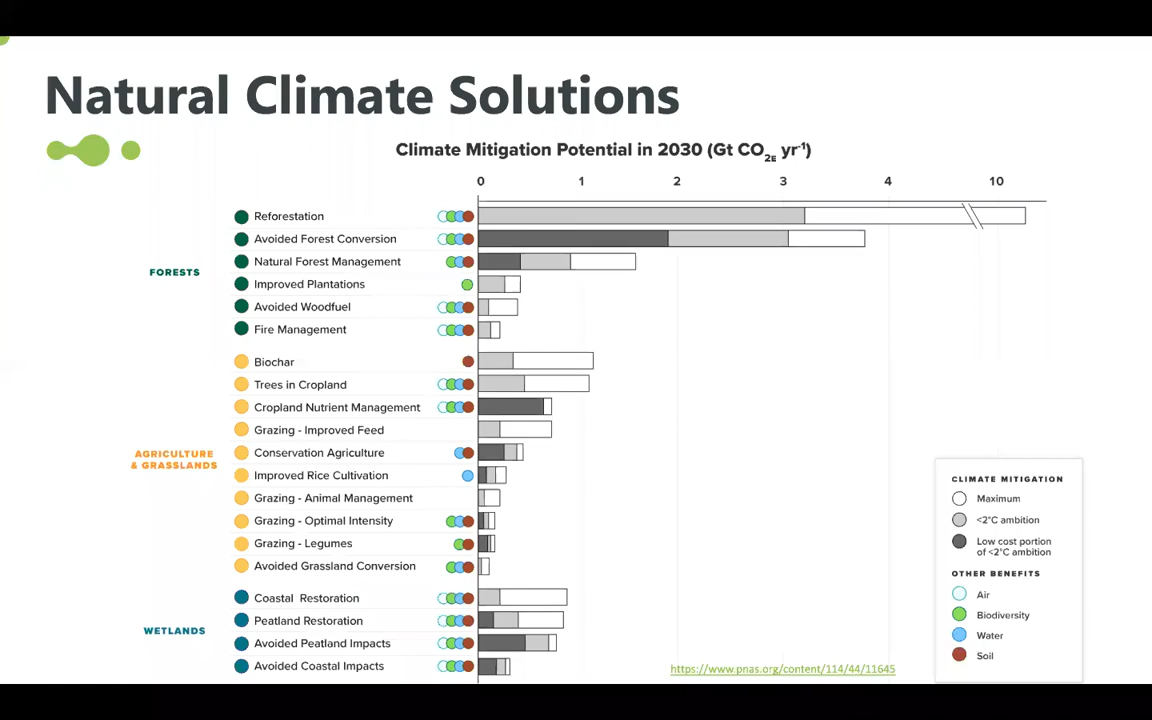 Natural Climate Solutions
Climate Mitigation Potential in 2030 (Gt CO2E yr-1)
0 1 2 3 4 10
FORESTS
Reforestation
Avoided Forest Conversion
Natural Forest Management
Improved Plantations
Avoided Woodfuel
Fire Management
AGRICULTURE
& GRASSLANDS
Biochar
Trees in Cropland
Cropland Nutrient Management
Grazing - Improved Feed
Conservation Agriculture
Improved Rice Cultivation
Grazing - Animal Management
Grazing - Optimal Intensity
Grazing - Legumes
Avoided Grassland Conversion
WETLANDS
Coastal Restoration
Peatland Restoration
Avoided Peatland Impacts
Avoided Coastal Impacts
CLIMATE MITIGATION
Maximum
<2°C ambition
Low cost portion
of <2°C ambition
OTHER BENEFITS
Air
Biodiversity
Water
Soil
https://www.pnas.org/content/114/44/11645